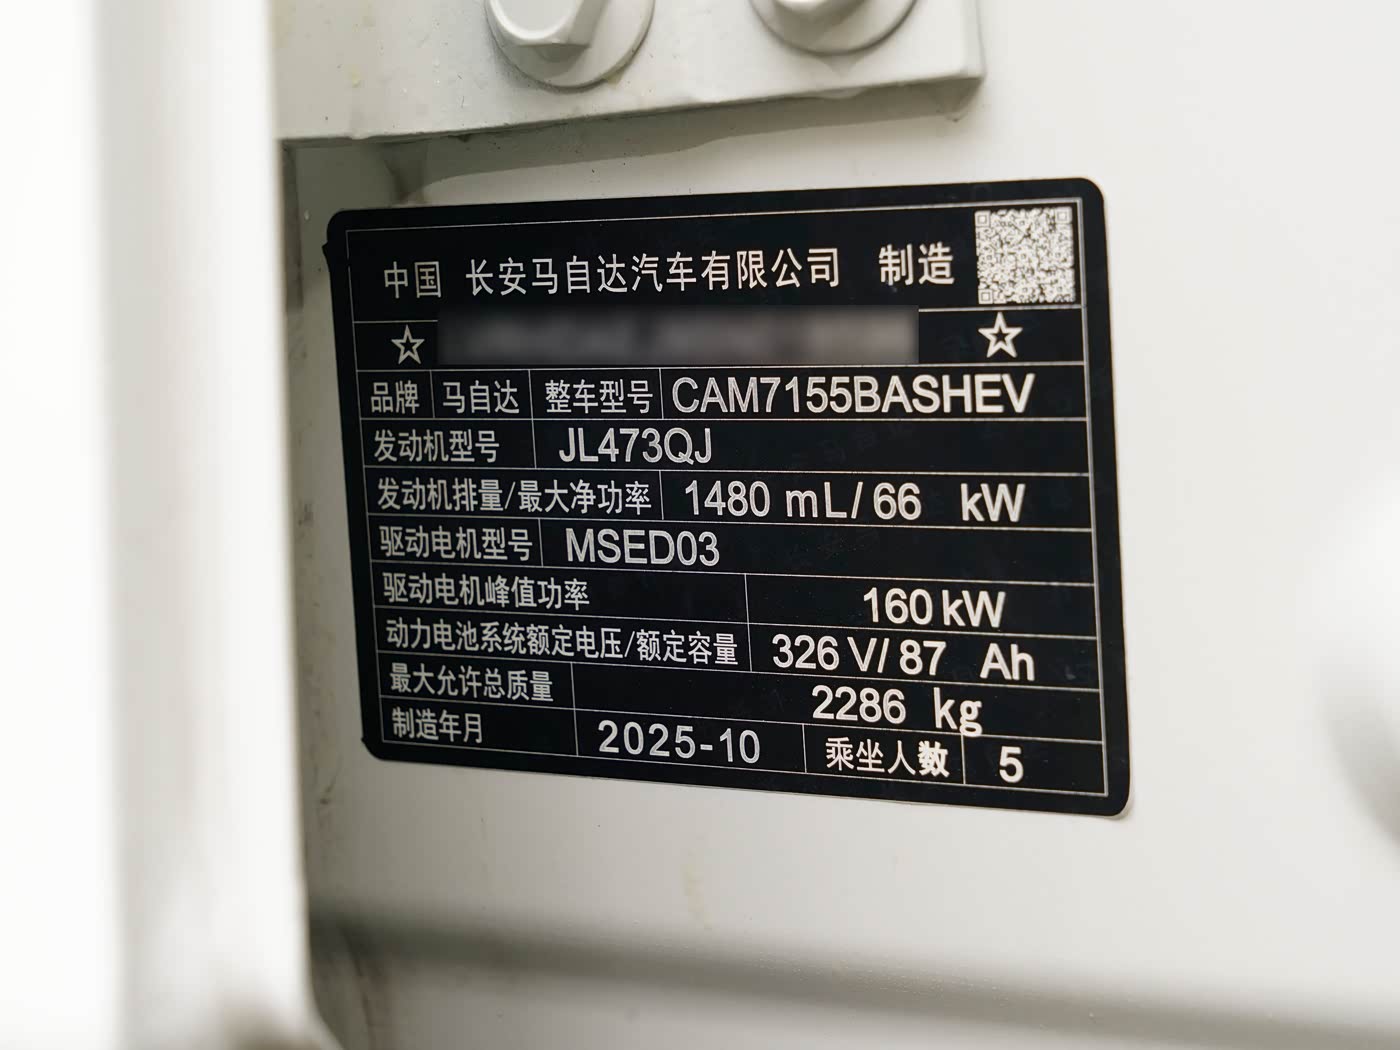 中国 长安马自达汽车有限公司 制造
☆ ☆
品牌 马自达 整车型号 CAM7155BASHEV
发动机型号 JL473QJ
发动机排量/最大净功率 1480 mL/ 66 kW
驱动电机型号 MSED03
驱动电机峰值功率 160 kW
动力电池系统额定电压/额定容量 326 V/ 87 Ah
最大允许总质量 2286 kg
制造年月 2025-10 乘坐人数 5